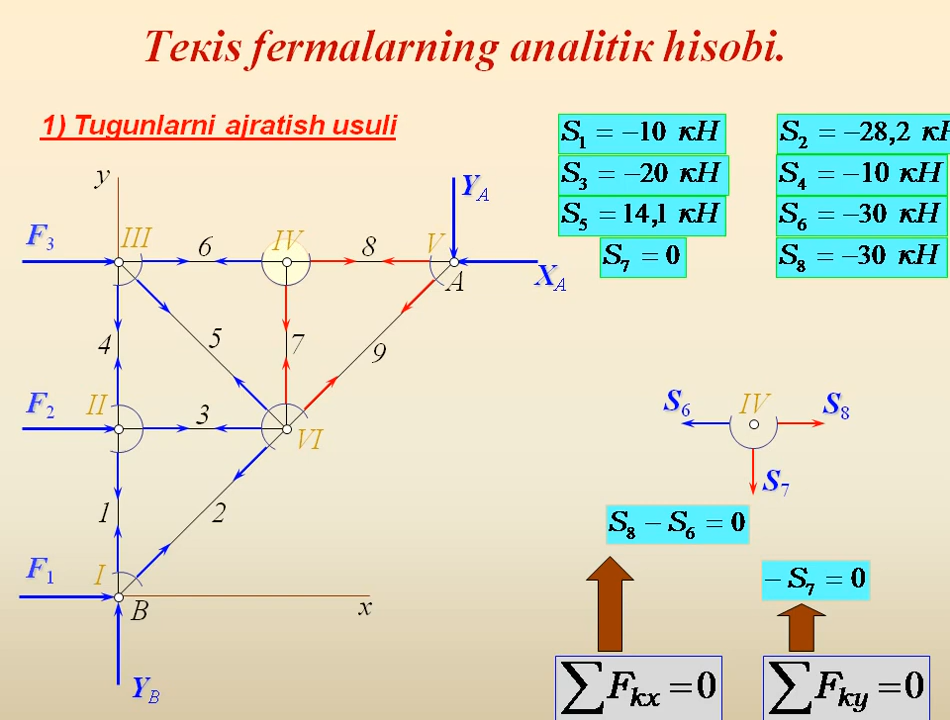 Teкis fermalarning analitiк hisobi.
1) Tugunlarni ajratish usuli
S₁ = −10 кН
S₂ = −28,2 кН
S₃ = −20 кН
S₄ = −10 кН
S₅ = 14,1 кН
S₆ = −30 кН
S₇ = 0
S₈ = −30 кН
y
Y_A
F₃
III
6
IV
8
V
A
X_A
4
5
7
9
F₂
II
3
VI
1
2
F₁
I
B
x
Y_B
S₆
IV
S₈
S₇
S₈ − S₆ = 0
− S₇ = 0
∑F_kx = 0
∑F_ky = 0